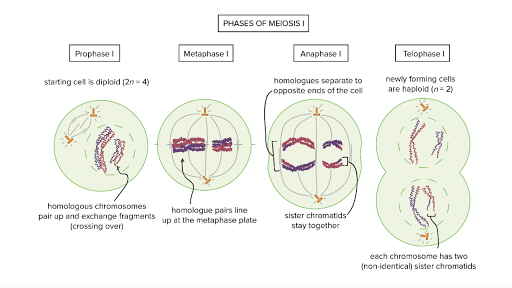 PHASES OF MEIOSIS I
Prophase I
Metaphase I
Anaphase I
Telophase I
starting cell is diploid (2n = 4)
homologues separate to
opposite ends of the cell
newly forming cells
are haploid (n = 2)
homologous chromosomes
pair up and exchange fragments
(crossing over)
homologue pairs line
up at the metaphase plate
sister chromatids
stay together
each chromosome has two
(non-identical) sister chromatids